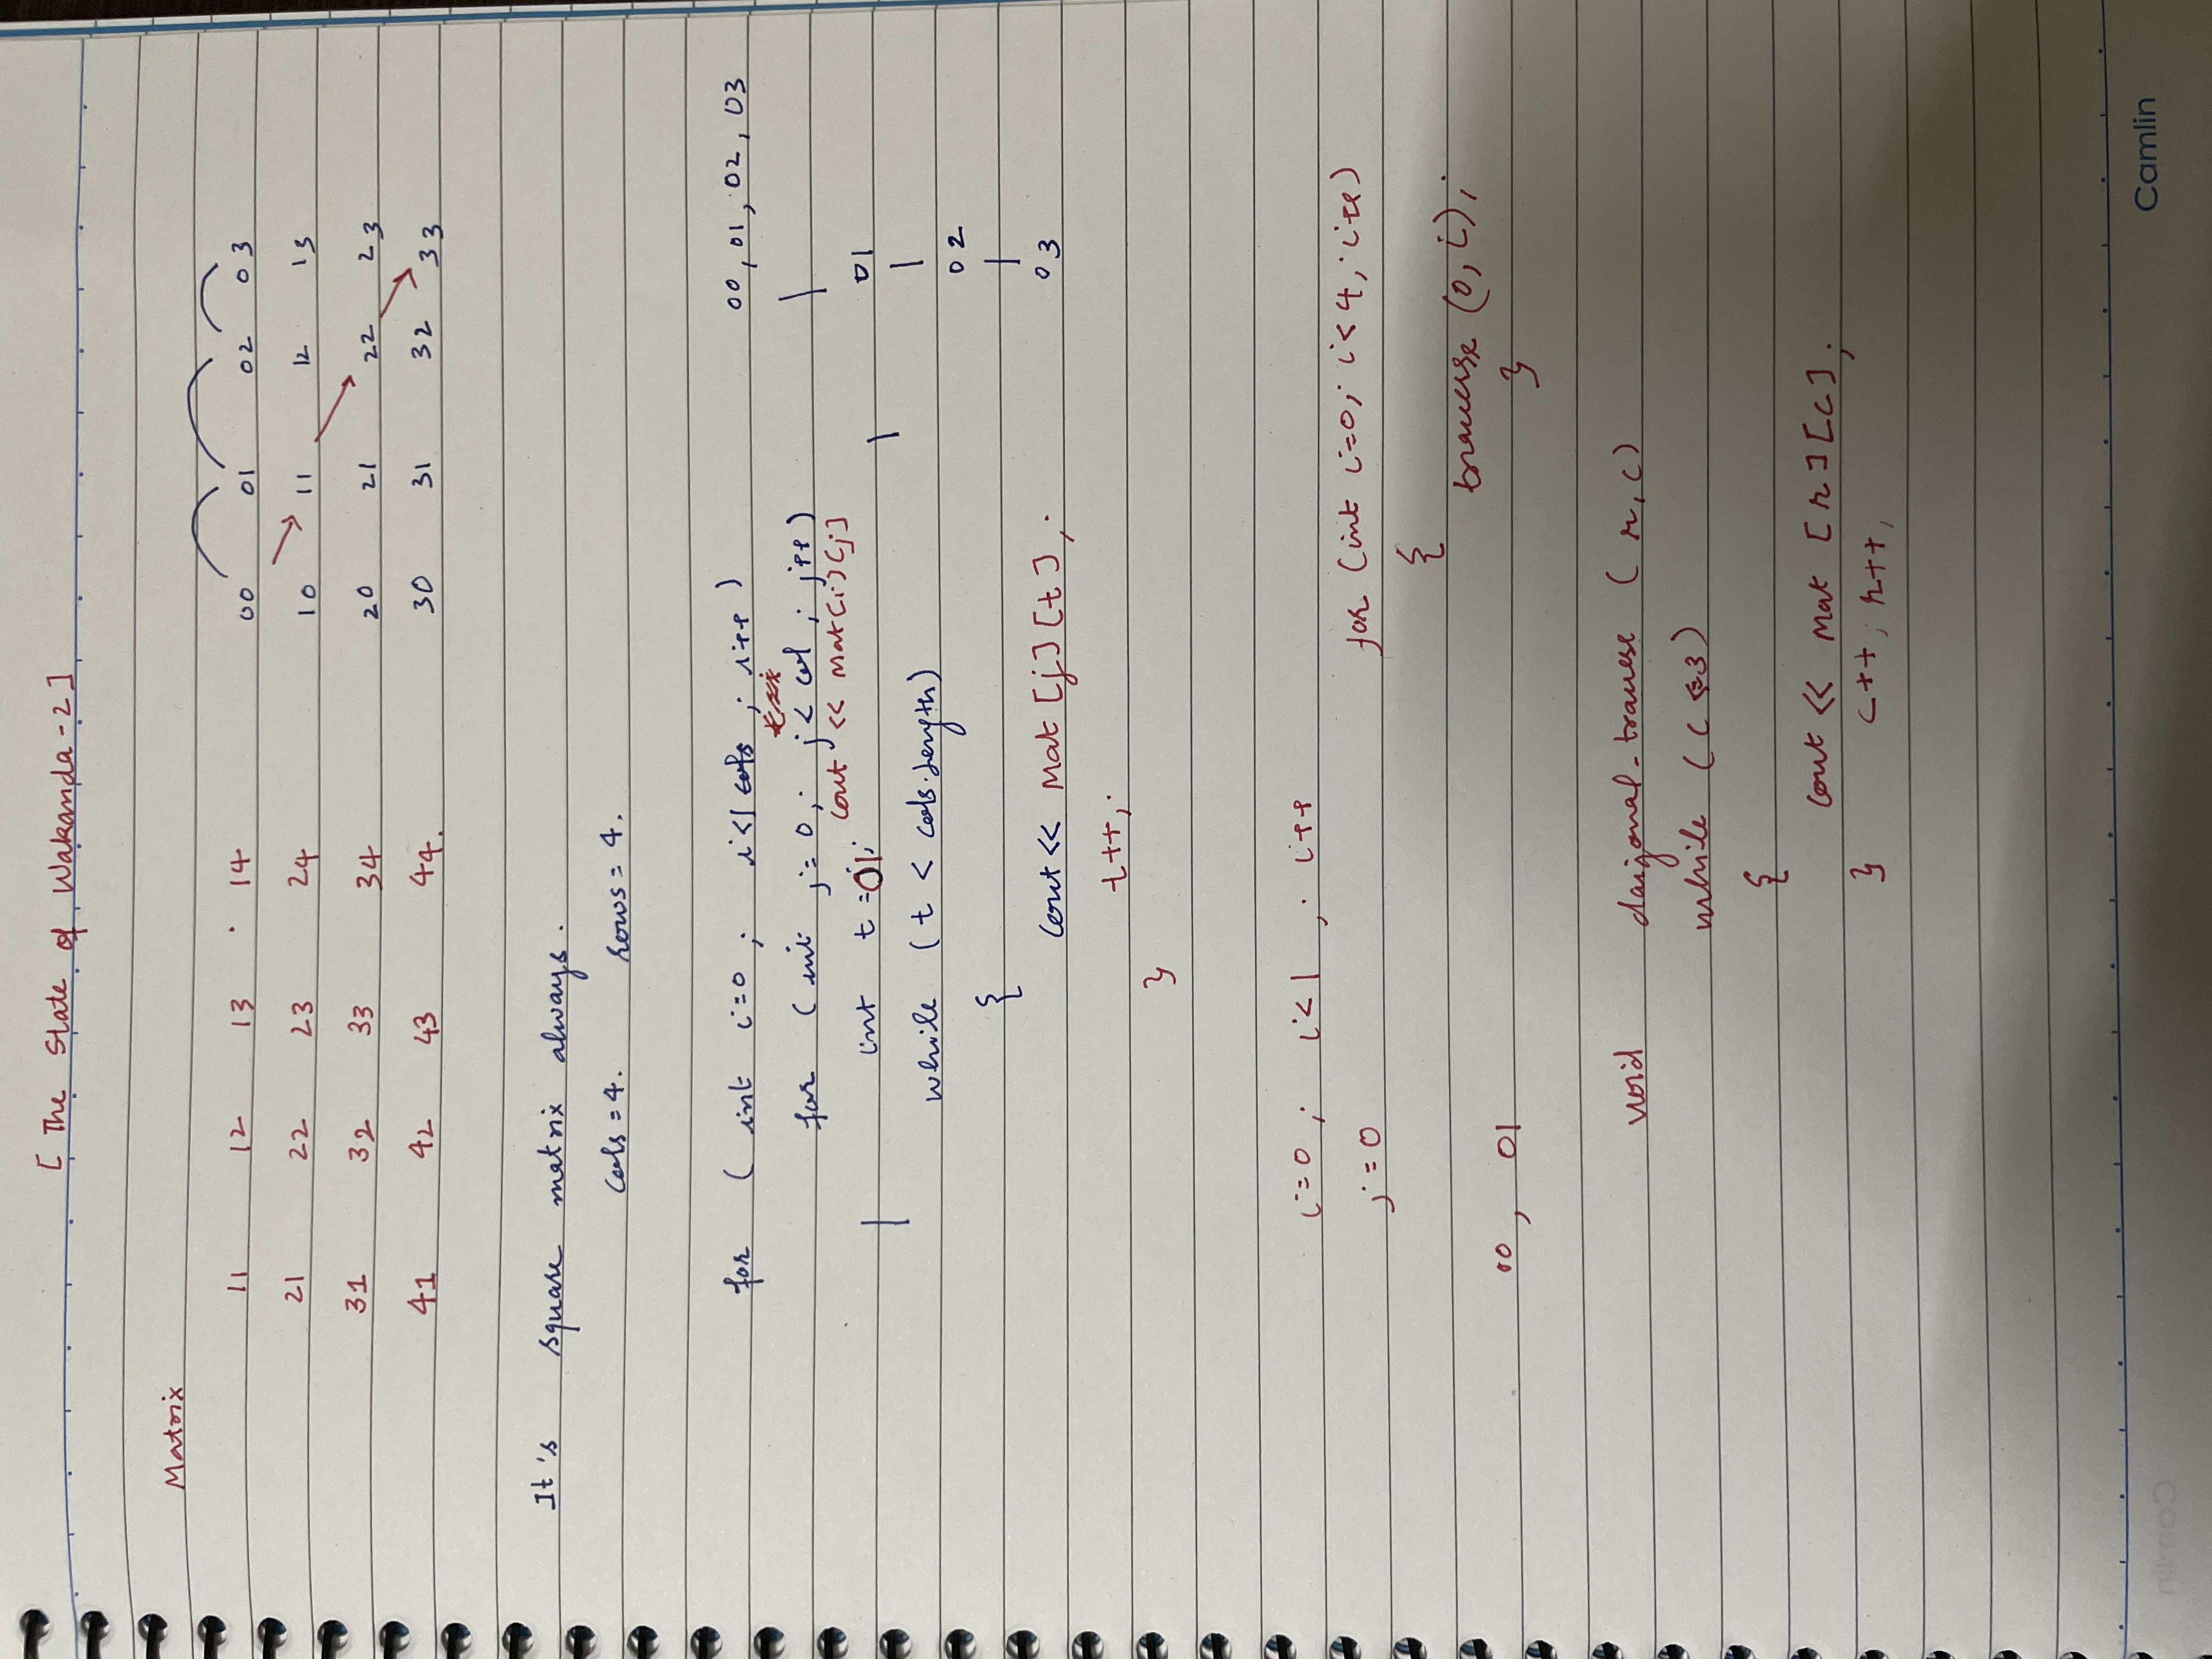 [ The State of Wakanda - 2 ]
Matrix
11 12 13 14 00 01 02 03
21 22 23 24 10 11 12 13
31 32 33 34 20 21 22 23
41 42 43 44. 30 31 32 33
It's square matrix always.
cols = 4. rows = 4.
for ( int i=0 ; i<1 cols ; i++ ) 00, 01, 02, 03
for ( int j = 0 ; j < col ; j++ )
cout << mat[i][j]
int t = 01; 01
while ( t < cols.length) 02
{
cout << mat [j] [t] ; 03
t++;
}
i=0 ; i<1 ; i++
j = 0 for (int i=0; i<4; i++)
{
traverse (0, i);
00, 01 }
void daigonal_travese ( r, c)
while ( c <=3 )
{
cout << mat [r][c];
} c++; r++;
Camlin